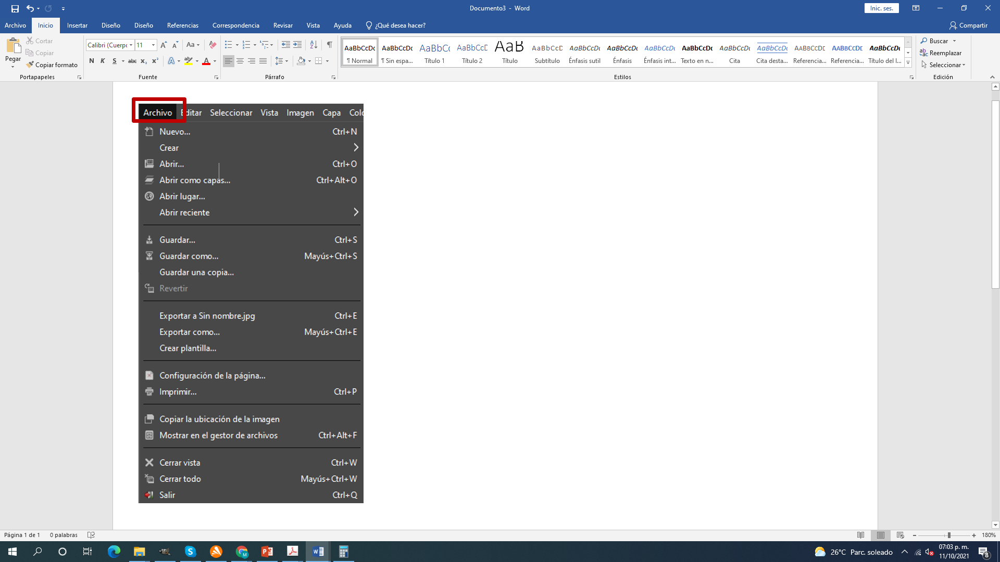 Documento3 - Word
Inic. ses.
Archivo Inicio Insertar Diseño Diseño Referencias Correspondencia Revisar Vista Ayuda ¿Qué desea hacer? Compartir
Pegar
Cortar
Copiar
Copiar formato
Portapapeles
Calibri (Cuerpo 11
Aa
N K S abc x₂ x²
Fuente
Párrafo
AaBbCcDc AaBbCcDc AaBbCc AaBbCcD AaB AaBbCcD AaBbCcDc AaBbCcDc AaBbCcDc AaBbCcDc AaBbCcDc AaBbCcDc AABBCCDD AABBCCDD AaBbCcDc
¶ Normal ¶ Sin espa... Título 1 Título 2 Título Subtítulo Énfasis sutil Énfasis Énfasis int... Texto en n... Cita Cita desta... Referencia... Referencia... Título del l...
Estilos
Buscar
Reemplazar
Seleccionar
Edición
Archivo Editar Seleccionar Vista Imagen Capa Colo
Nuevo... Ctrl+N
Crear
Abrir... Ctrl+O
Abrir como capas... Ctrl+Alt+O
Abrir lugar...
Abrir reciente
Guardar... Ctrl+S
Guardar como... Mayús+Ctrl+S
Guardar una copia...
Revertir
Exportar a Sin nombre.jpg Ctrl+E
Exportar como... Mayús+Ctrl+E
Crear plantilla...
Configuración de la página...
Imprimir... Ctrl+P
Copiar la ubicación de la imagen
Mostrar en el gestor de archivos Ctrl+Alt+F
Cerrar vista Ctrl+W
Cerrar todo Mayús+Ctrl+W
Salir Ctrl+Q
Página 1 de 1 0 palabras 180%
26°C Parc. soleado
07:03 p. m.
11/10/2021
8